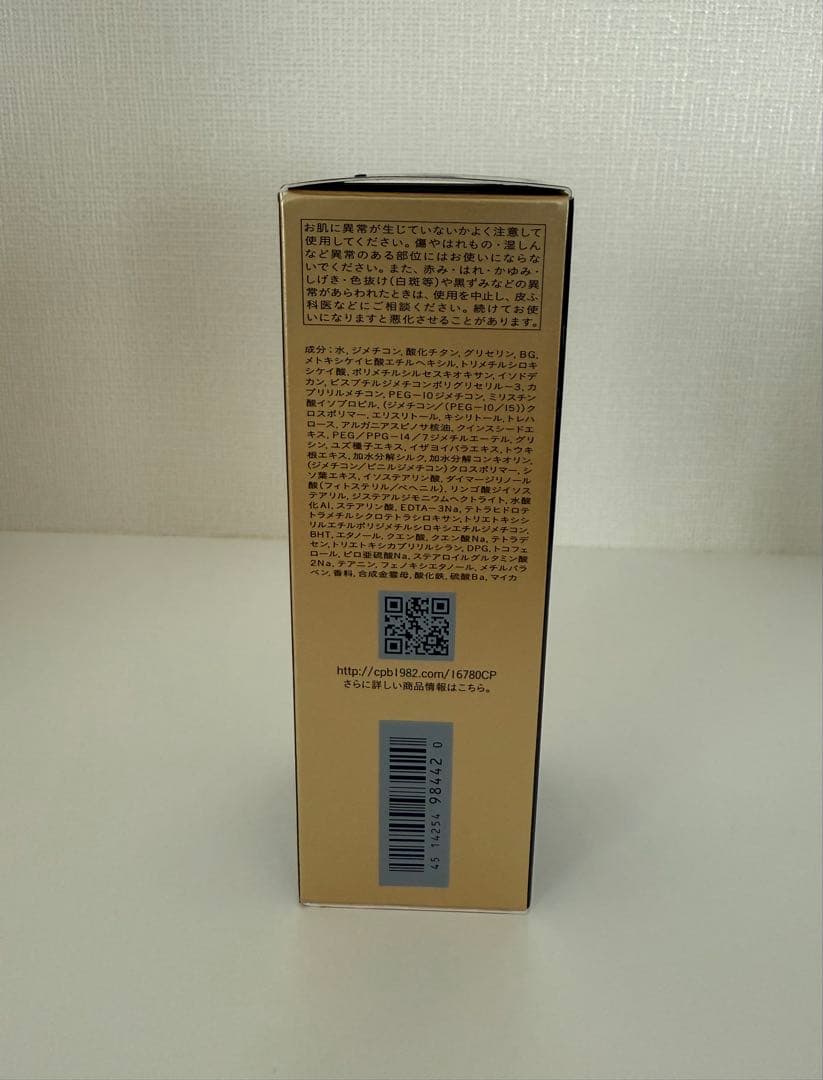 お肌に異常が生じていないかよく注意して
使用してください。傷やはれもの・湿しん
など異常のある部位にはお使いにならな
いでください。また、赤み・はれ・かゆみ・
しげき・色抜け(白斑等)や黒ずみなどの異
常があらわれたときは、使用を中止し、皮ふ
科医などにご相談ください。続けてお使
いになりますと悪化させることがあります。
成分:水, ジメチコン, 酸化チタン, グリセリン, BG,
メトキシケイヒ酸エチルヘキシル, トリメチルシロキ
シケイ酸, ポリメチルシルセスキオキサン, イソドデ
カン, ビスブチルジメチコンポリグリセリル-3, カ
プリリルメチコン, PEG-10ジメチコン, ミリスチン
酸イソプロピル, (ジメチコン/(PEG-10/15))ク
ロスポリマー, エリスリトール, キシリトール, トレハ
ロース, アルガニアスピノサ核油, クインスシードエ
キス, PEG/PPG-14/7ジメチルエーテル, グリ
シン, ユズ種子エキス, イザヨイバラエキス, トウキ
根エキス, 加水分解シルク, 加水分解コンキオリン,
(ジメチコン/ビニルジメチコン)クロスポリマー, シ
ソ葉エキス, イソステアリン酸, ダイマージリノール
酸(フィトステリル/ベヘニル), リンゴ酸ジイソス
テアリル, ジステアルジモニウムヘクトライト, 水酸
化Al, ステアリン酸, EDTA-3Na, テトラヒドロテ
トラメチルシクロテトラシロキサン, トリエトキシシ
リルエチルポリジメチルシロキシエチルジメチコン,
BHT, エタノール, クエン酸, クエン酸Na, テトラデ
セン, トリエトキシカプリリルシラン, DPG, トコフェ
ロール, ピロ亜硫酸Na, ステアロイルグルタミン酸
2Na, テアニン, フェノキシエタノール, メチルパラ
ベン, 香料, 合成金雲母, 酸化鉄, 硫酸Ba, マイカ
http://cpb1982.com/16780CP
さらに詳しい商品情報はこちら。
45 14254 98442 0